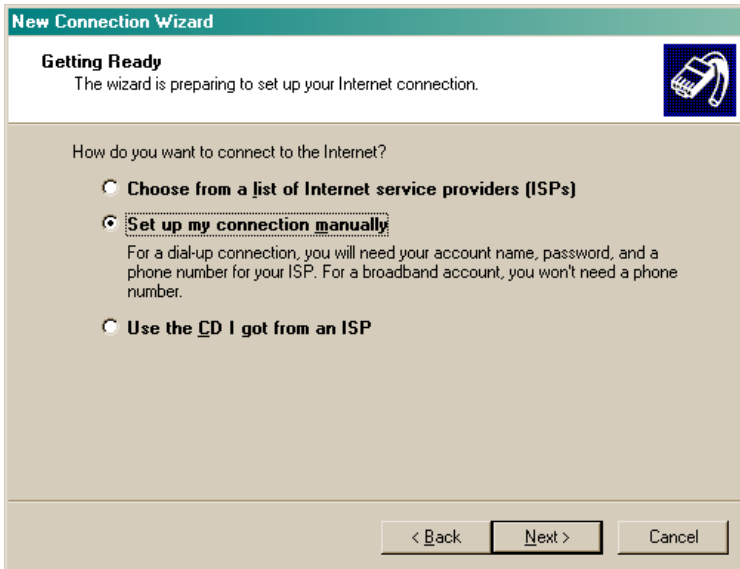 New Connection Wizard
Getting Ready
The wizard is preparing to set up your Internet connection.
How do you want to connect to the Internet?
Choose from a list of Internet service providers (ISPs)
Set up my connection manually
For a dial-up connection, you will need your account name, password, and a
phone number for your ISP. For a broadband account, you won't need a phone
number.
Use the CD I got from an ISP
< Back Next > Cancel